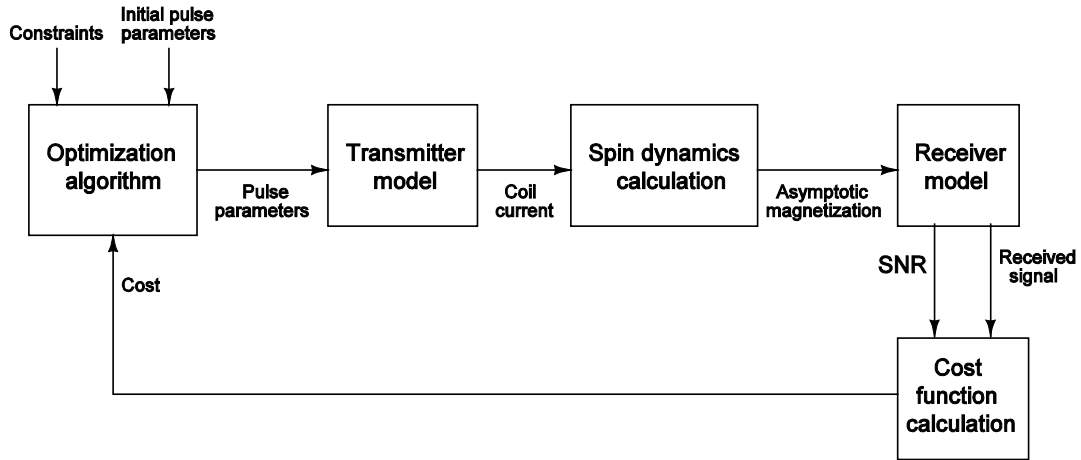 Constraints
Initial pulse
parameters
Optimization
algorithm
Pulse
parameters
Transmitter
model
Coil
current
Spin dynamics
calculation
Asymptotic
magnetization
Receiver
model
SNR
Received
signal
Cost
Cost
function
calculation